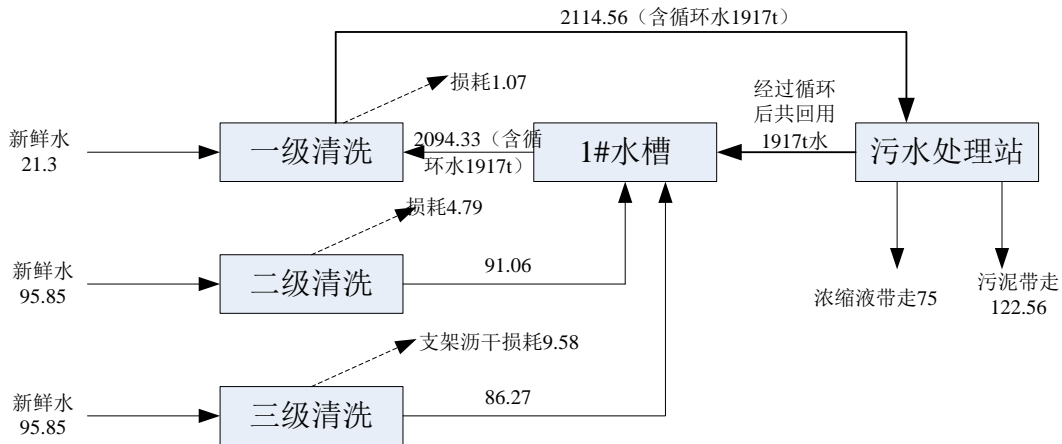 2114.56（含循环水1917t）
损耗1.07
经过循环
后共回用
1917t水
新鲜水
21.3
一级清洗
2094.33（含循
环水1917t）
1#水槽
污水处理站
损耗4.79
新鲜水
95.85
二级清洗
91.06
浓缩液带走75
污泥带走
122.56
支架沥干损耗9.58
新鲜水
95.85
三级清洗
86.27